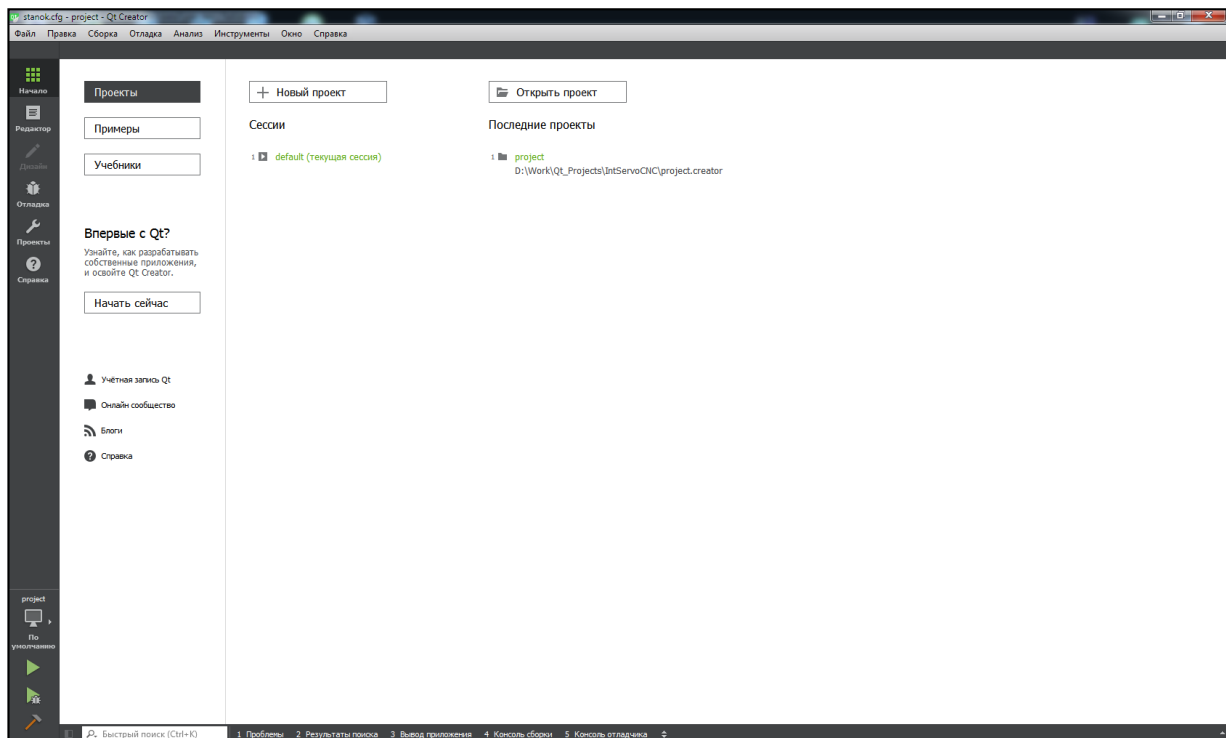 stanok.cfg - project - Qt Creator
Файл Правка Сборка Отладка Анализ Инструменты Окно Справка
Начало
Редактор
Дизайн
Отладка
Проекты
Справка
Проекты
Примеры
Учебники
Впервые с Qt?
Узнайте, как разрабатывать
собственные приложения,
и освойте Qt Creator.
Начать сейчас
Учётная запись Qt
Онлайн сообщество
Блоги
Справка
+ Новый проект
Сессии
1 default (текущая сессия)
Открыть проект
Последние проекты
1 project
D:\Work\Qt_Projects\IntServoCNC\project.creator
project
По
умолчанию
Быстрый поиск (Ctrl+K)
1 Проблемы 2 Результаты поиска 3 Вывод приложения 4 Консоль сборки 5 Консоль отладчика